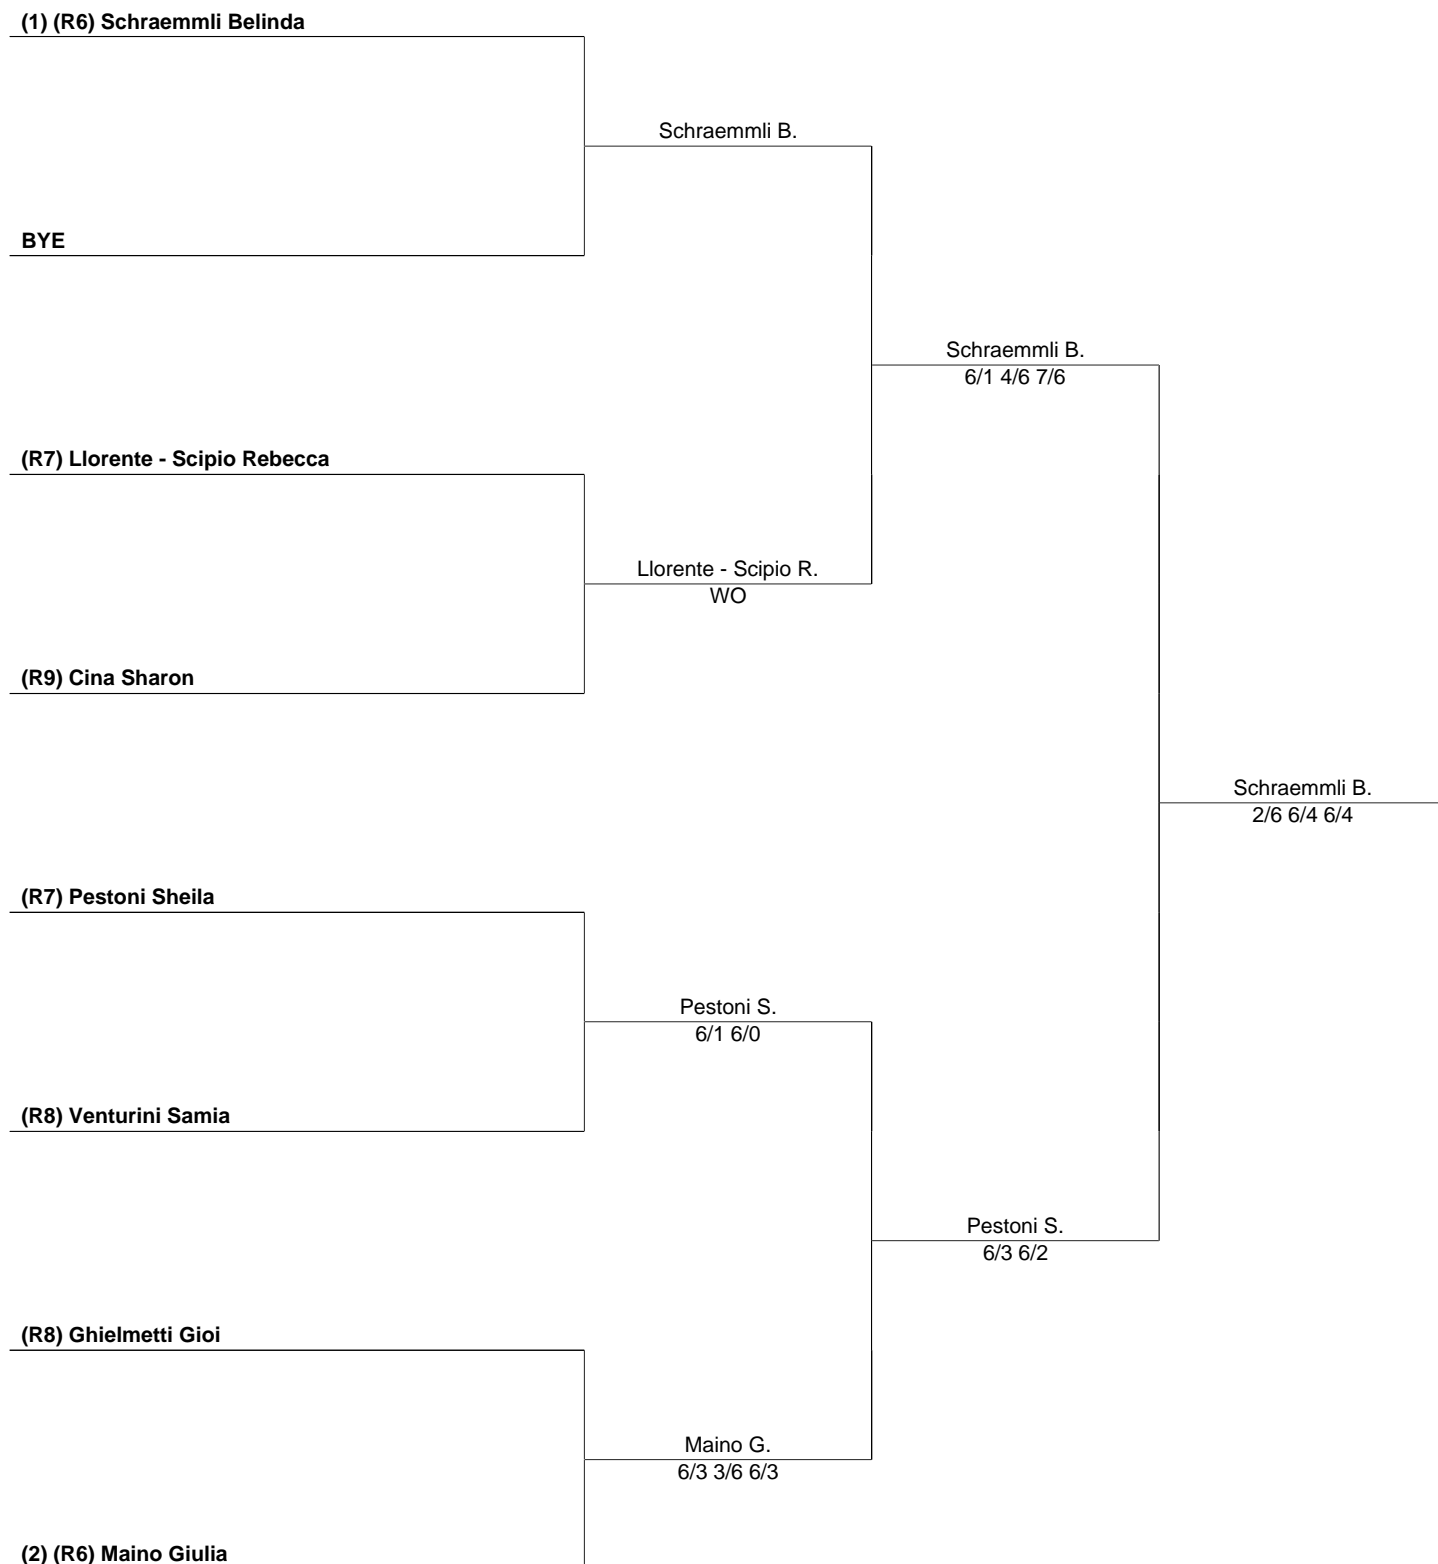 (1) (R6) Schraemmli Belinda
Schraemmli B.
BYE
Schraemmli B.
6/1 4/6 7/6
(R7) Llorente - Scipio Rebecca
Llorente - Scipio R.
WO
(R9) Cina Sharon
Schraemmli B.
2/6 6/4 6/4
(R7) Pestoni Sheila
Pestoni S.
6/1 6/0
(R8) Venturini Samia
Pestoni S.
6/3 6/2
(R8) Ghielmetti Gioi
Maino G.
6/3 3/6 6/3
(2) (R6) Maino Giulia